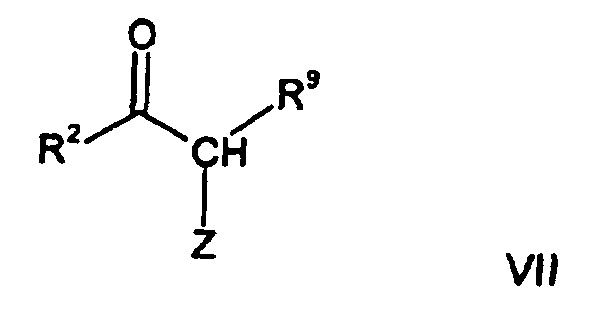 O
R² CH R⁹
Z
VII